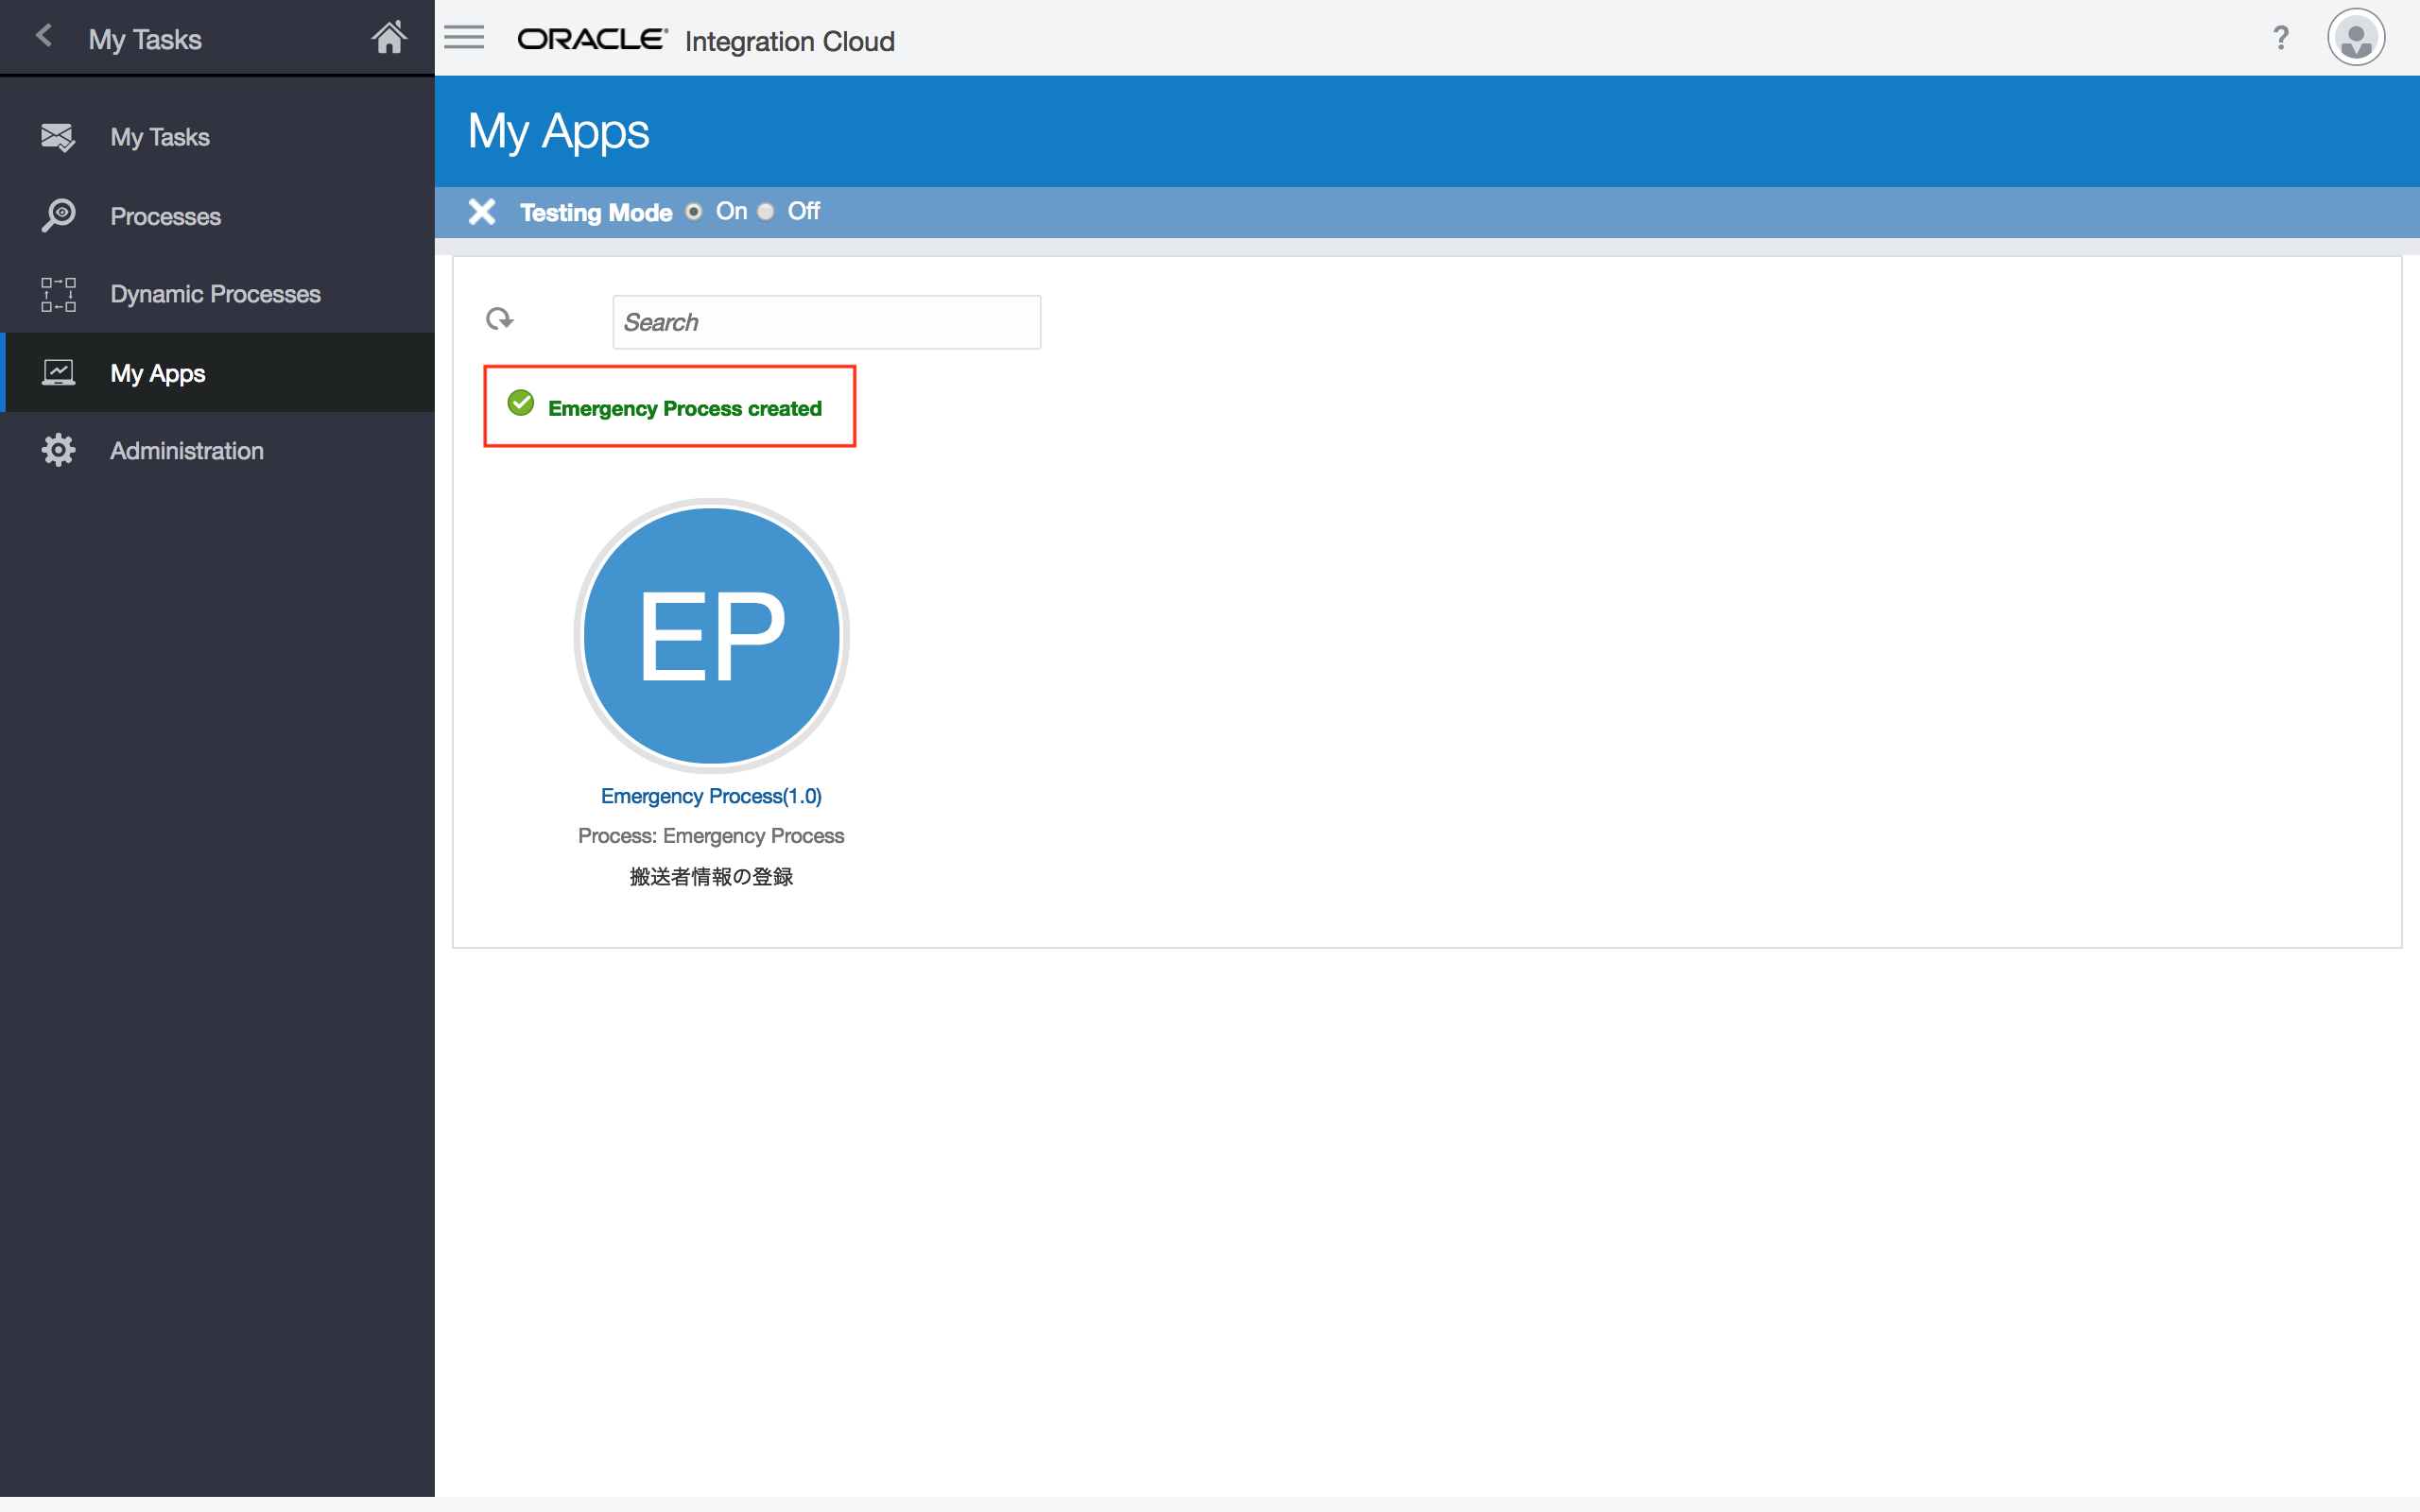 My Tasks
ORACLE® Integration Cloud
?
My Tasks
Processes
Dynamic Processes
My Apps
Administration
My Apps
Testing Mode On Off
Search
Emergency Process created
EP
Emergency Process(1.0)
Process: Emergency Process
搬送者情報の登録